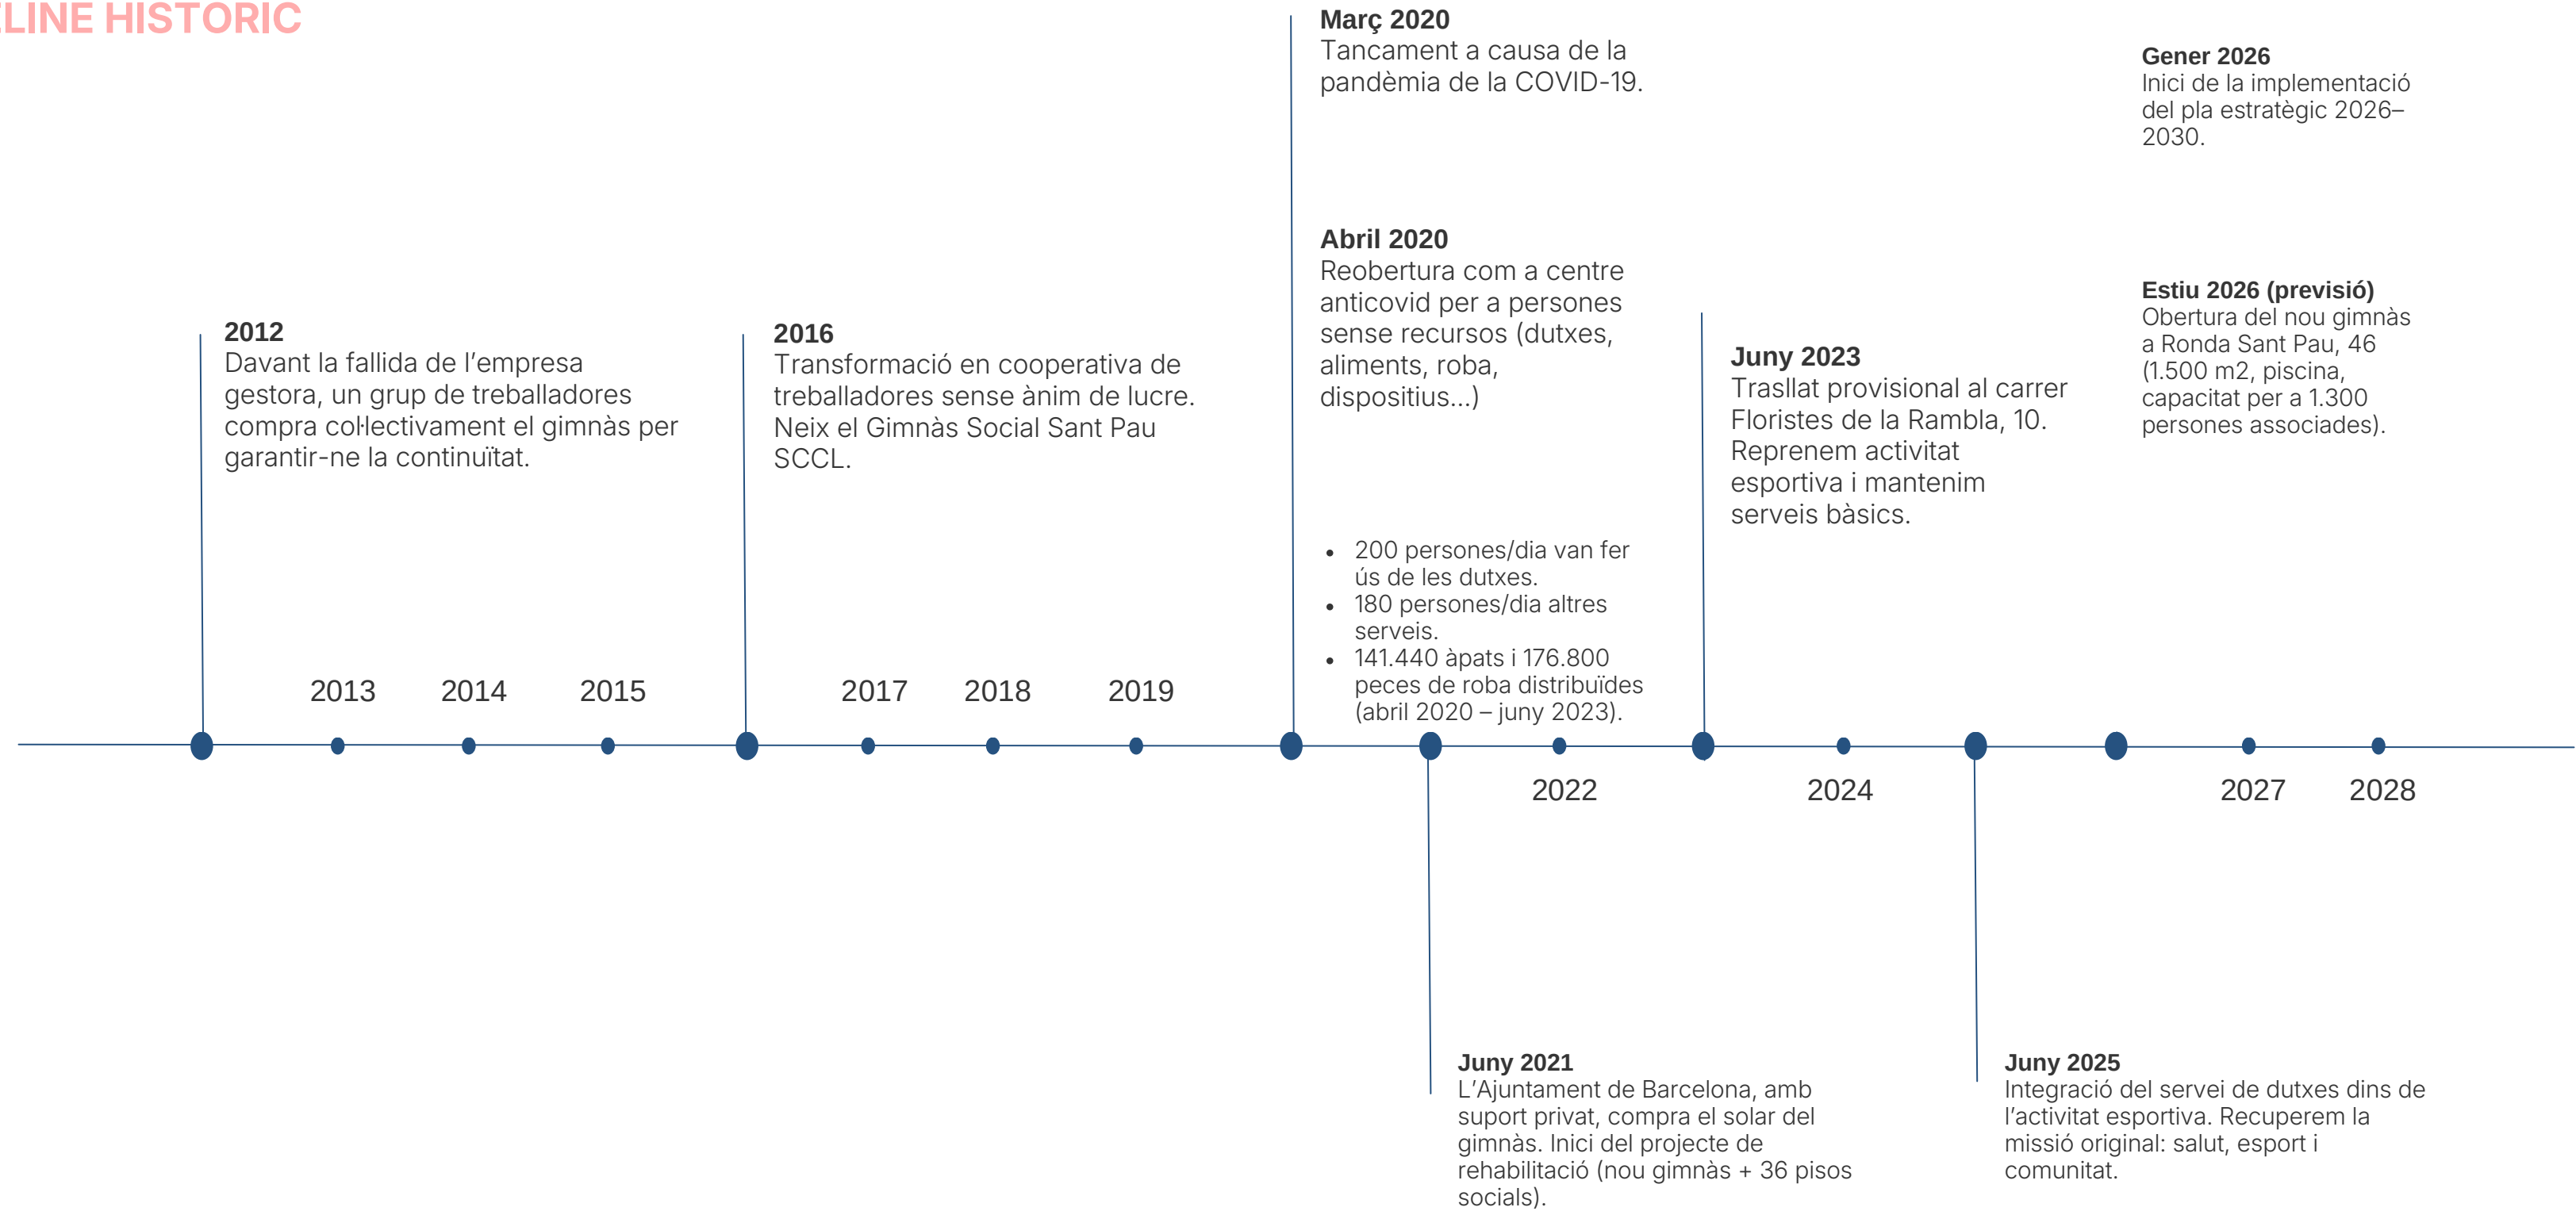 LINE HISTORIC
Març 2020
Tancament a causa de la
pandèmia de la COVID-19.
Gener 2026
Inici de la implementació
del pla estratègic 2026–
2030.
Abril 2020
Reobertura com a centre
anticovid per a persones
sense recursos (dutxes,
aliments, roba,
dispositius...)
Estiu 2026 (previsió)
Obertura del nou gimnàs
a Ronda Sant Pau, 46
(1.500 m2, piscina,
capacitat per a 1.300
persones associades).
2012
Davant la fallida de l’empresa
gestora, un grup de treballadores
compra col·lectivament el gimnàs per
garantir-ne la continuïtat.
2016
Transformació en cooperativa de
treballadores sense ànim de lucre.
Neix el Gimnàs Social Sant Pau
SCCL.
Juny 2023
Trasllat provisional al carrer
Floristes de la Rambla, 10.
Reprenem activitat
esportiva i mantenim
serveis bàsics.
• 200 persones/dia van fer
ús de les dutxes.
• 180 persones/dia altres
serveis.
• 141.440 àpats i 176.800
peces de roba distribuïdes
(abril 2020 – juny 2023).
2013 2014 2015 2017 2018 2019
2022 2024 2027 2028
Juny 2021
L’Ajuntament de Barcelona, amb
suport privat, compra el solar del
gimnàs. Inici del projecte de
rehabilitació (nou gimnàs + 36 pisos
socials).
Juny 2025
Integració del servei de dutxes dins de
l’activitat esportiva. Recuperem la
missió original: salut, esport i
comunitat.